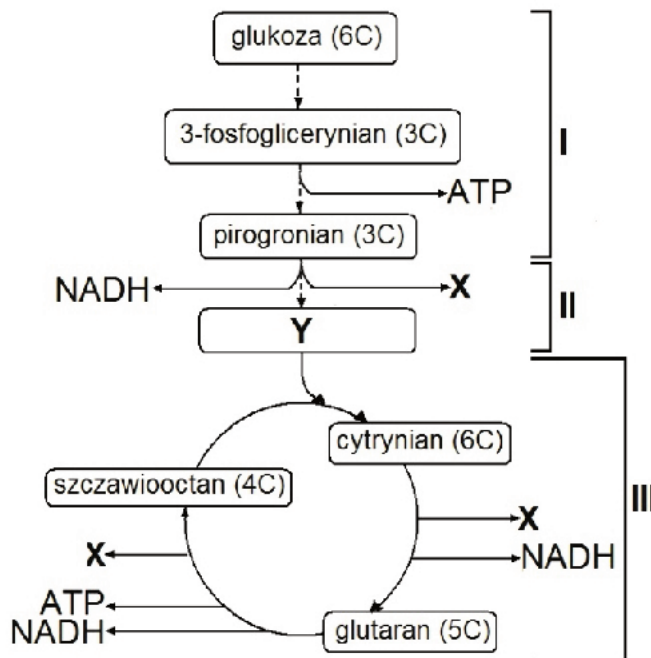 glukoza (6C)
3-fosfoglicerynian (3C)
I
ATP
pirogronian (3C)
NADH
X
II
Y
cytrynian (6C)
szczawiooctan (4C)
III
X
X
NADH
ATP
NADH
glutaran (5C)